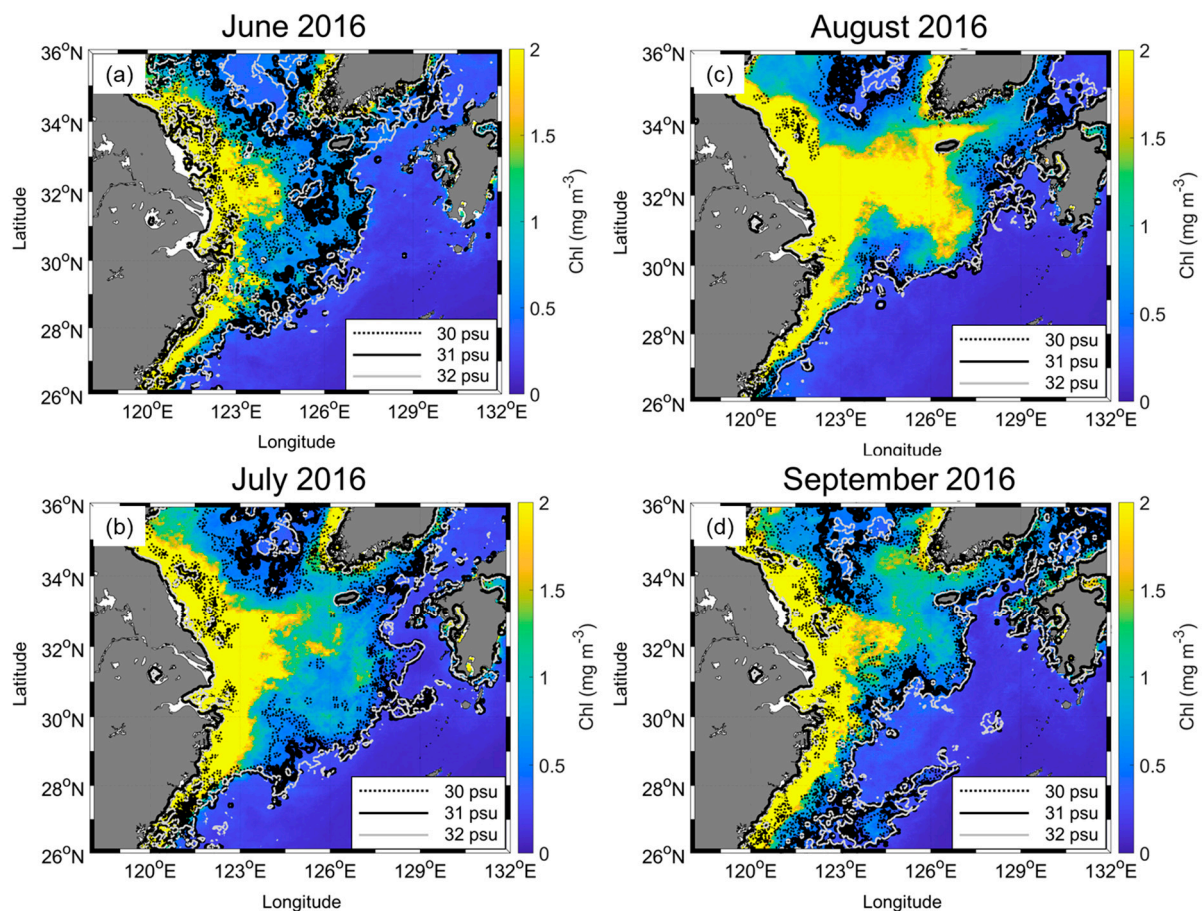 June 2016
(a)
36°N
34°N
32°N
30°N
28°N
26°N
Latitude
120°E 123°E 126°E 129°E 132°E
Longitude
30 psu
31 psu
32 psu
2
1.5
1
0.5
0
Chl (mg m⁻³)
August 2016
(c)
36°N
34°N
32°N
30°N
28°N
26°N
Latitude
120°E 123°E 126°E 129°E 132°E
Longitude
30 psu
31 psu
32 psu
2
1.5
1
0.5
0
Chl (mg m⁻³)
July 2016
(b)
36°N
34°N
32°N
30°N
28°N
26°N
Latitude
120°E 123°E 126°E 129°E 132°E
Longitude
30 psu
31 psu
32 psu
2
1.5
1
0.5
0
Chl (mg m⁻³)
September 2016
(d)
36°N
34°N
32°N
30°N
28°N
26°N
Latitude
120°E 123°E 126°E 129°E 132°E
Longitude
30 psu
31 psu
32 psu
2
1.5
1
0.5
0
Chl (mg m⁻³)